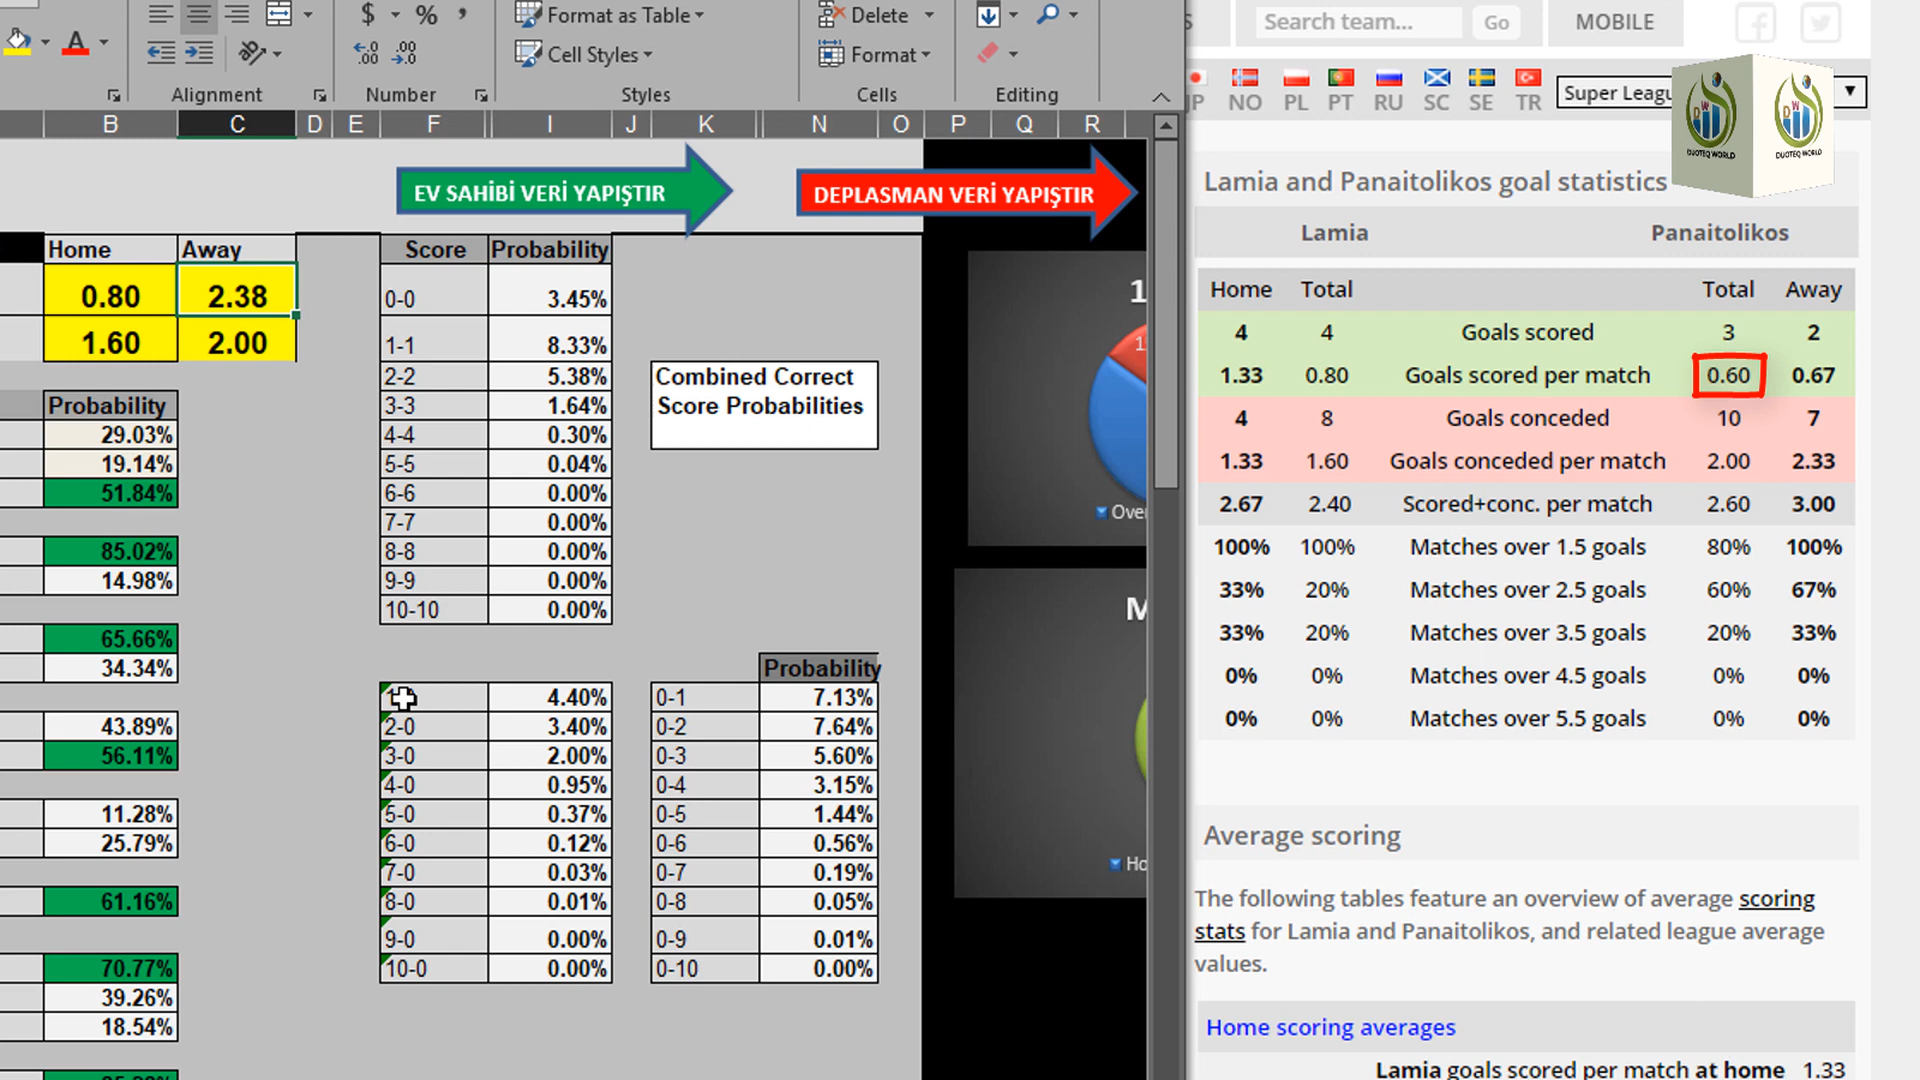 $ % , Format as Table Delete
Cell Styles Format
Alignment Number Styles Cells Editing
B C D E F I J K N O P Q R
EV SAHİBİ VERİ YAPIŞTIR DEPLASMAN VERİ YAPIŞTIR
Home Away
0.80 2.38
1.60 2.00
Probability
29.03%
19.14%
51.84%
85.02%
14.98%
65.66%
34.34%
43.89%
56.11%
11.28%
25.79%
61.16%
70.77%
39.26%
18.54%
Score Probability
0-0 3.45%
1-1 8.33%
2-2 5.38%
3-3 1.64%
4-4 0.30%
5-5 0.04%
6-6 0.00%
7-7 0.00%
8-8 0.00%
9-9 0.00%
10-10 0.00%
Combined Correct
Score Probabilities
Probability
4.40% 0-1 7.13%
2-0 3.40% 0-2 7.64%
3-0 2.00% 0-3 5.60%
4-0 0.95% 0-4 3.15%
5-0 0.37% 0-5 1.44%
6-0 0.12% 0-6 0.56%
7-0 0.03% 0-7 0.19%
8-0 0.01% 0-8 0.05%
9-0 0.00% 0-9 0.01%
10-0 0.00% 0-10 0.00%
1
Over
M
Ho
S Search team... Go MOBILE
JP NO PL PT RU SC SE TR Super Leagu
DW
DUOTEQ WORLD
DW
DUOTEQ WORLD
Lamia and Panaitolikos goal statistics
Lamia Panaitolikos
Home Total Total Away
4 4 Goals scored 3 2
1.33 0.80 Goals scored per match 0.60 0.67
4 8 Goals conceded 10 7
1.33 1.60 Goals conceded per match 2.00 2.33
2.67 2.40 Scored+conc. per match 2.60 3.00
100% 100% Matches over 1.5 goals 80% 100%
33% 20% Matches over 2.5 goals 60% 67%
33% 20% Matches over 3.5 goals 20% 33%
0% 0% Matches over 4.5 goals 0% 0%
0% 0% Matches over 5.5 goals 0% 0%
Average scoring
The following tables feature an overview of average scoring
stats for Lamia and Panaitolikos, and related league average
values.
Home scoring averages
Lamia goals scored per match at home 1.33